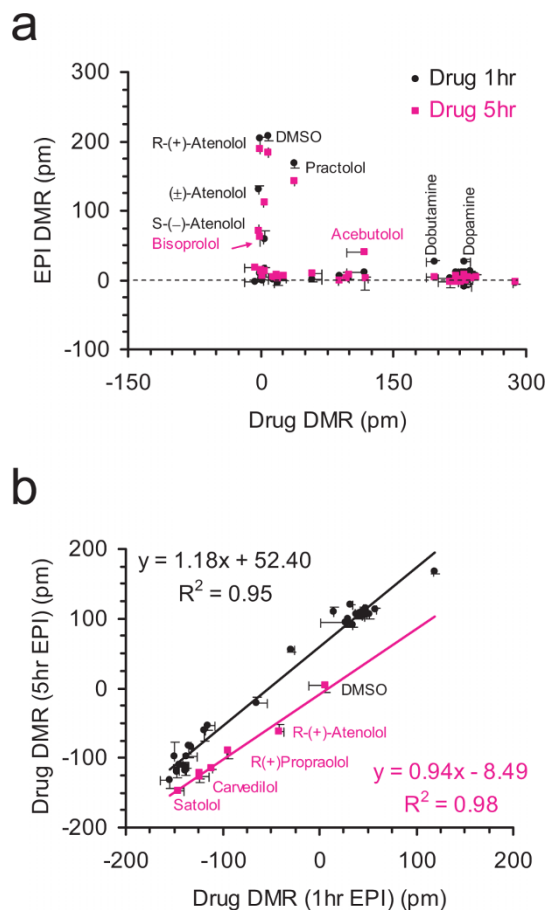 a
300
200
100
0
-100
EPI DMR (pm)
Drug 1hr
Drug 5hr
R-(+)-Atenolol
DMSO
Practolol
(±)-Atenolol
S-(−)-Atenolol
Bisoprolol
Acebutolol
Dobutamine
Dopamine
-150
0
150
300
Drug DMR (pm)
b
200
100
0
-100
-200
Drug DMR (5hr EPI) (pm)
y = 1.18x + 52.40
R² = 0.95
DMSO
R-(+)-Atenolol
R(+)Propraolol
Carvedilol
Satolol
y = 0.94x - 8.49
R² = 0.98
-200
-100
0
100
200
Drug DMR (1hr EPI) (pm)